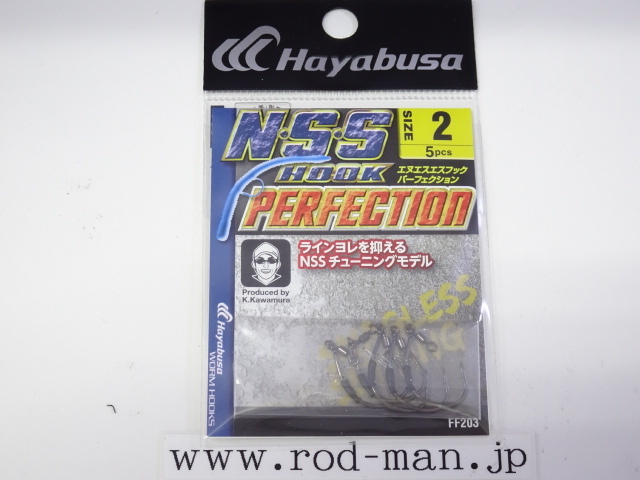 Hayabusa
N·S·S
HOOK
PERFECTION
エヌエスエスフック
パーフェクション
SIZE 2
5pcs
ラインヨレを抑える
NSSチューニングモデル
Produced by
K.Kawamura
Hayabusa
WORM HOOKS
FF203
www.rod-man.jp